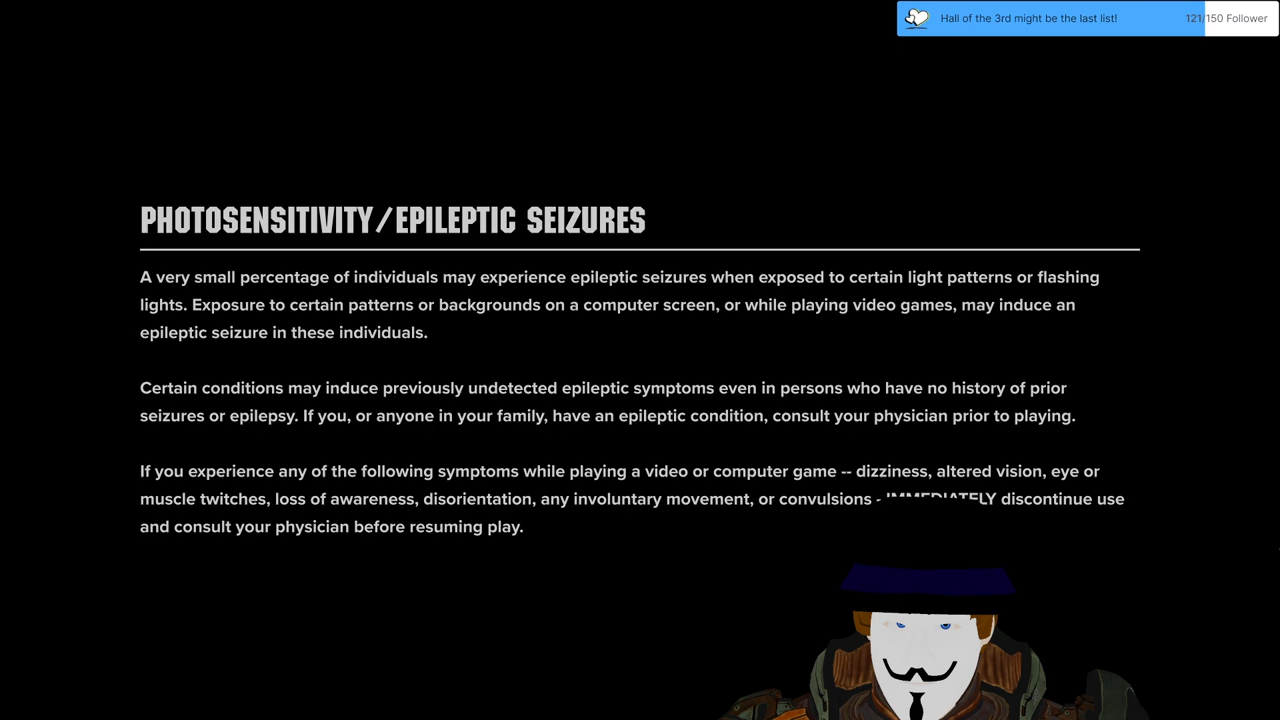 Hall of the 3rd might be the last list! 121/150 Follower
PHOTOSENSITIVITY/EPILEPTIC SEIZURES
A very small percentage of individuals may experience epileptic seizures when exposed to certain light patterns or flashing
lights. Exposure to certain patterns or backgrounds on a computer screen, or while playing video games, may induce an
epileptic seizure in these individuals.
Certain conditions may induce previously undetected epileptic symptoms even in persons who have no history of prior
seizures or epilepsy. If you, or anyone in your family, have an epileptic condition, consult your physician prior to playing.
If you experience any of the following symptoms while playing a video or computer game -- dizziness, altered vision, eye or
muscle twitches, loss of awareness, disorientation, any involuntary movement, or convulsions - IMMEDIATELY discontinue use
and consult your physician before resuming play.